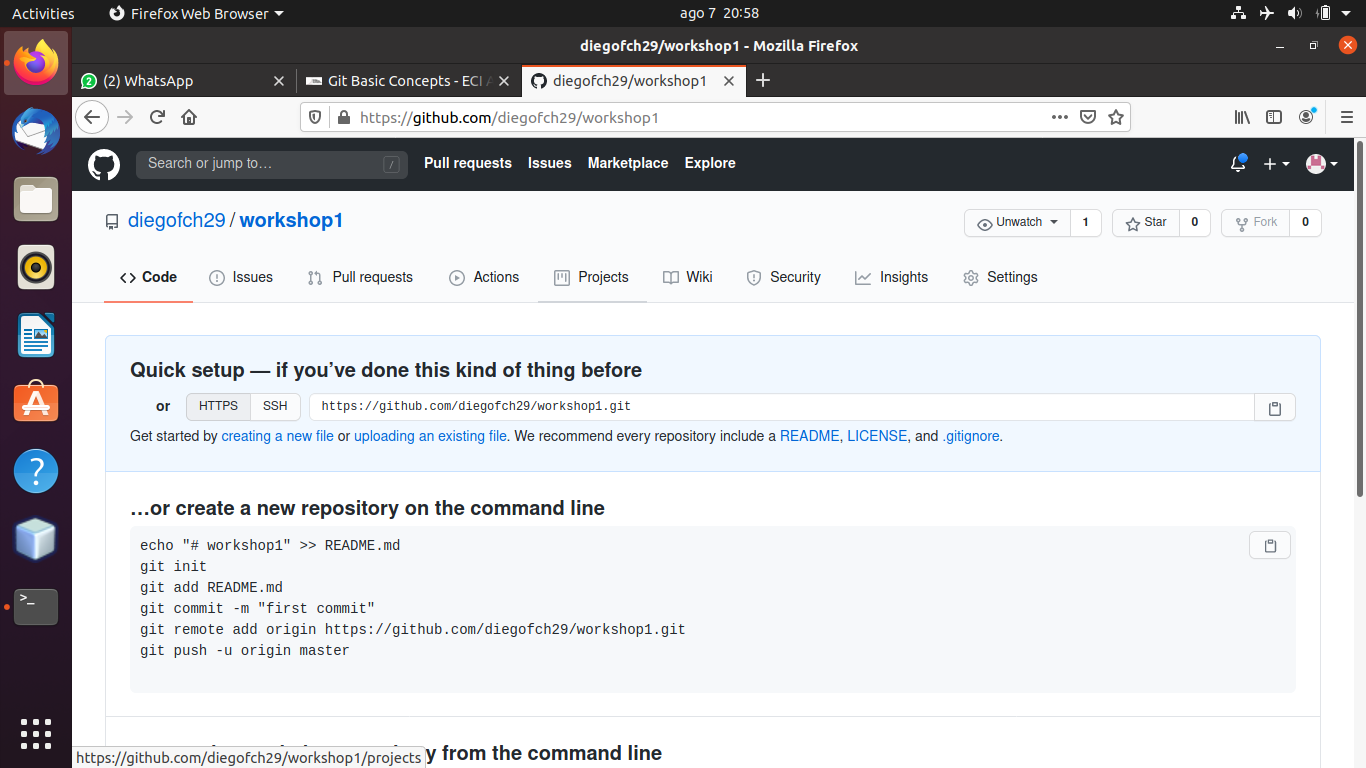 Activities Firefox Web Browser ago 7 20:58
diegofch29/workshop1 - Mozilla Firefox
2 (2) WhatsApp Git Basic Concepts - ECI A diegofch29/workshop1
https://github.com/diegofch29/workshop1
Search or jump to… / Pull requests Issues Marketplace Explore
diegofch29 / workshop1 Unwatch 1 Star 0 Fork 0
Code Issues Pull requests Actions Projects Wiki Security Insights Settings
Quick setup — if you’ve done this kind of thing before
or HTTPS SSH https://github.com/diegofch29/workshop1.git
Get started by creating a new file or uploading an existing file. We recommend every repository include a README, LICENSE, and .gitignore.
…or create a new repository on the command line
echo "# workshop1" >> README.md
git init
git add README.md
git commit -m "first commit"
git remote add origin https://github.com/diegofch29/workshop1.git
git push -u origin master
y from the command line
https://github.com/diegofch29/workshop1/projects